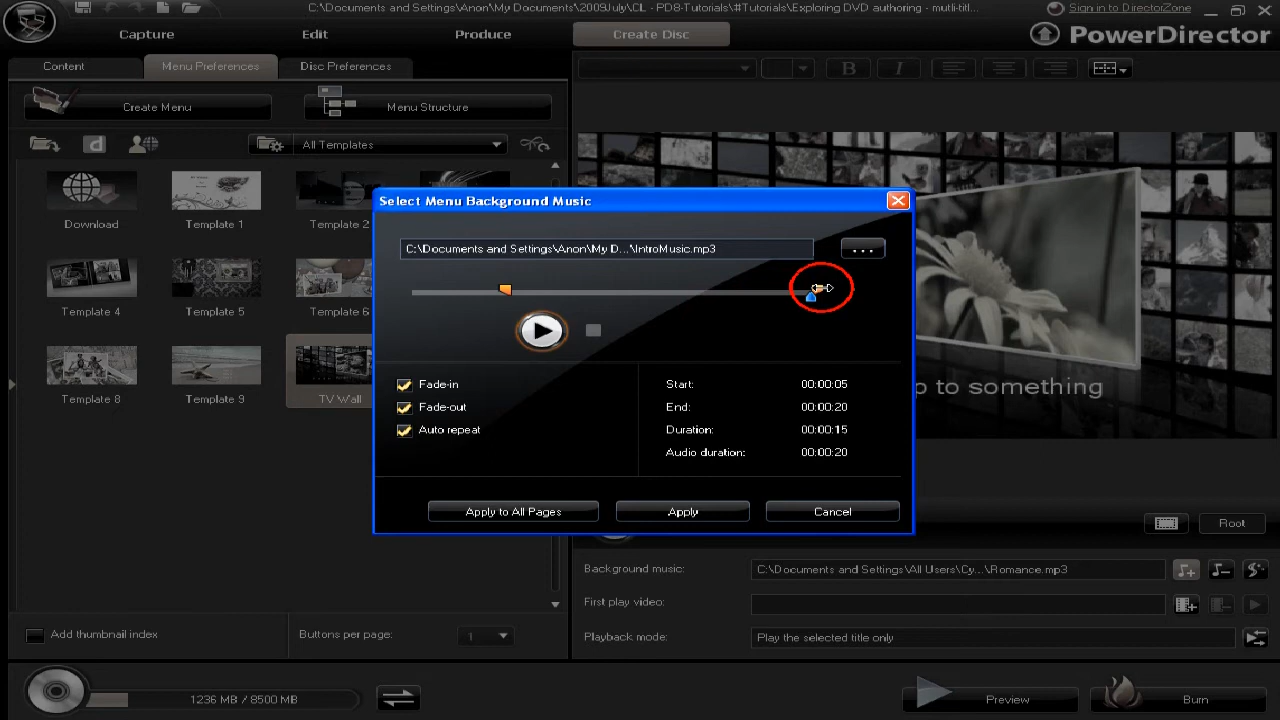 C:\Documents and Settings\Anon\My Documents\2009July\CL - PD8-Tutorials\#Tutorials\Exploring DVD authoring - mutli-titl...
Sign in to DirectorZone
Capture
Edit
Produce
Create Disc
PowerDirector
Content
Menu Preferences
Disc Preferences
B
I
Create Menu
Menu Structure
d
All Templates
Download
Template 1
Template 2
Template 4
Template 5
Template 6
Template 8
Template 9
TV Wall
Select Menu Background Music
C:\Documents and Settings\Anon\My D...\IntroMusic.mp3
...
Fade-in
Fade-out
Auto repeat
Start: 00:00:05
End: 00:00:20
Duration: 00:00:15
Audio duration: 00:00:20
Apply to All Pages
Apply
Cancel
p to something
Root
Background music:
C:\Documents and Settings\All Users\Cy...\Romance.mp3
First play video:
Playback mode:
Play the selected title only
Add thumbnail index
Buttons per page:
1
1236 MB / 8500 MB
Preview
Burn